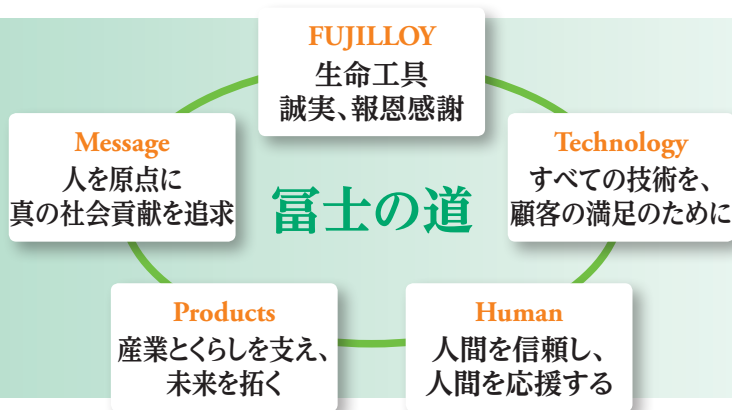 FUJILLOY
生命工具
誠実、報恩感謝
Message
人を原点に
真の社会貢献を追求
Technology
すべての技術を、
顧客の満足のために
冨士の道
Products
産業とくらしを支え、
未来を拓く
Human
人間を信頼し、
人間を応援する